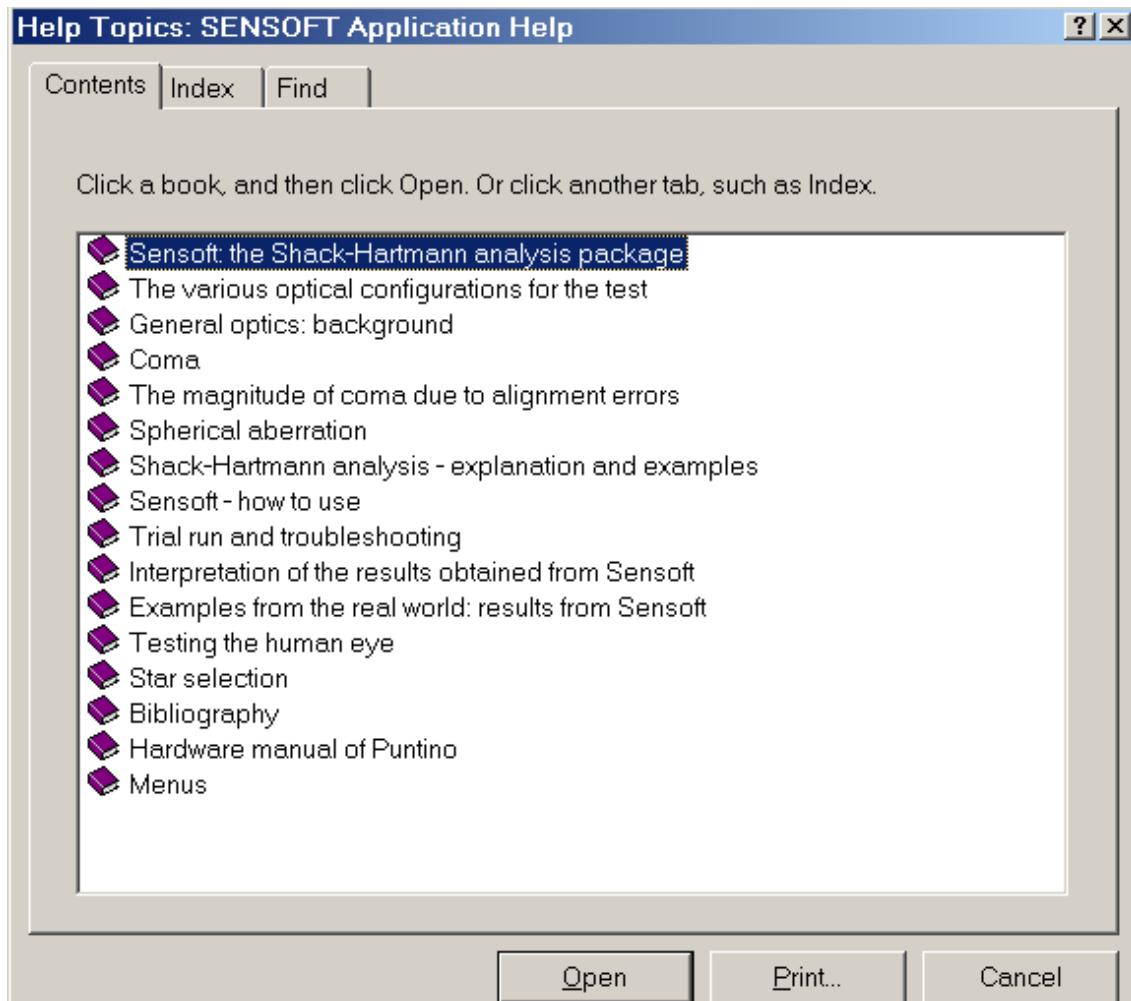 Help Topics: SENSOFT Application Help
Contents Index Find
Click a book, and then click Open. Or click another tab, such as Index.
Sensoft: the Shack-Hartmann analysis package
The various optical configurations for the test
General optics: background
Coma
The magnitude of coma due to alignment errors
Spherical aberration
Shack-Hartmann analysis - explanation and examples
Sensoft - how to use
Trial run and troubleshooting
Interpretation of the results obtained from Sensoft
Examples from the real world: results from Sensoft
Testing the human eye
Star selection
Bibliography
Hardware manual of Puntino
Menus
Open Print... Cancel